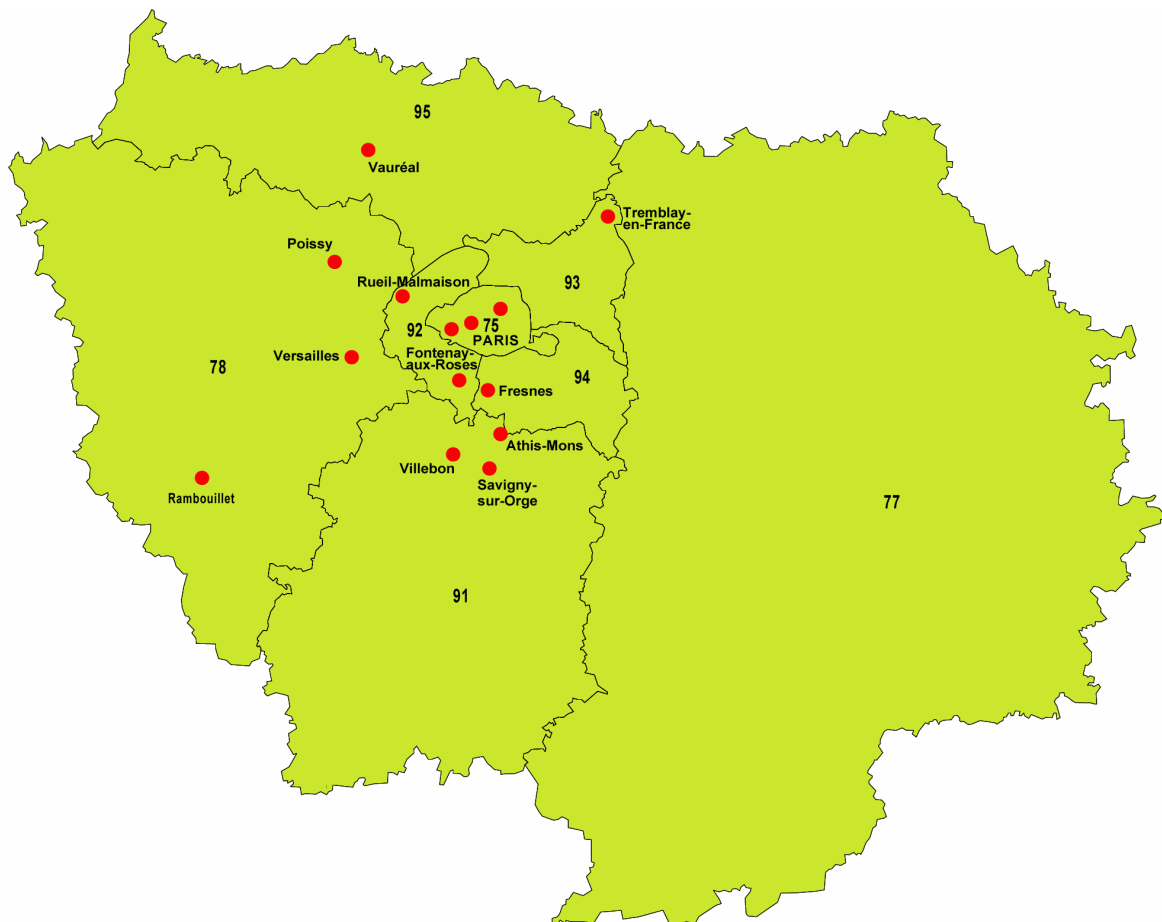 95
Vauréal
Tremblay-
en-France
Poissy
Rueil-Malmaison
93
92
75
PARIS
Versailles
78
Fontenay-
aux-Roses
94
Fresnes
Athis-Mons
Villebon
Savigny-
sur-Orge
Rambouillet
77
91